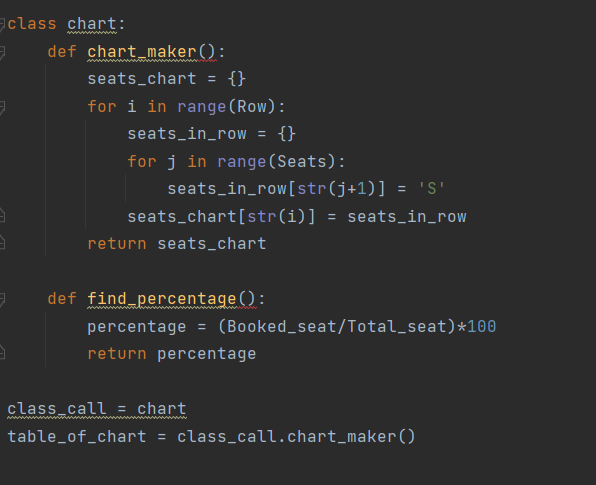 class chart:
    def chart_maker():
        seats_chart = {}
        for i in range(Row):
            seats_in_row = {}
            for j in range(Seats):
                seats_in_row[str(j+1)] = 'S'
            seats_chart[str(i)] = seats_in_row
        return seats_chart

    def find_percentage():
        percentage = (Booked_seat/Total_seat)*100
        return percentage

class_call = chart
table_of_chart = class_call.chart_maker()